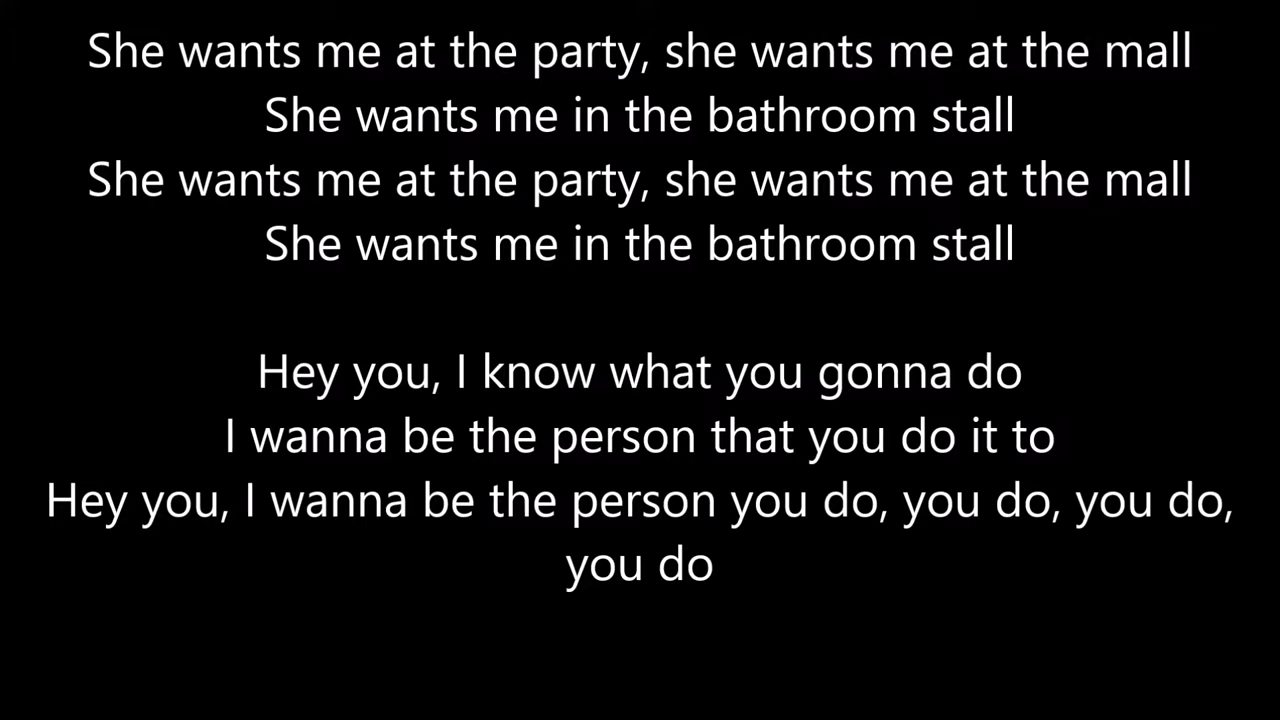 She wants me at the party, she wants me at the mall
She wants me in the bathroom stall
She wants me at the party, she wants me at the mall
She wants me in the bathroom stall
Hey you, I know what you gonna do
I wanna be the person that you do it to
Hey you, I wanna be the person you do, you do, you do,
you do